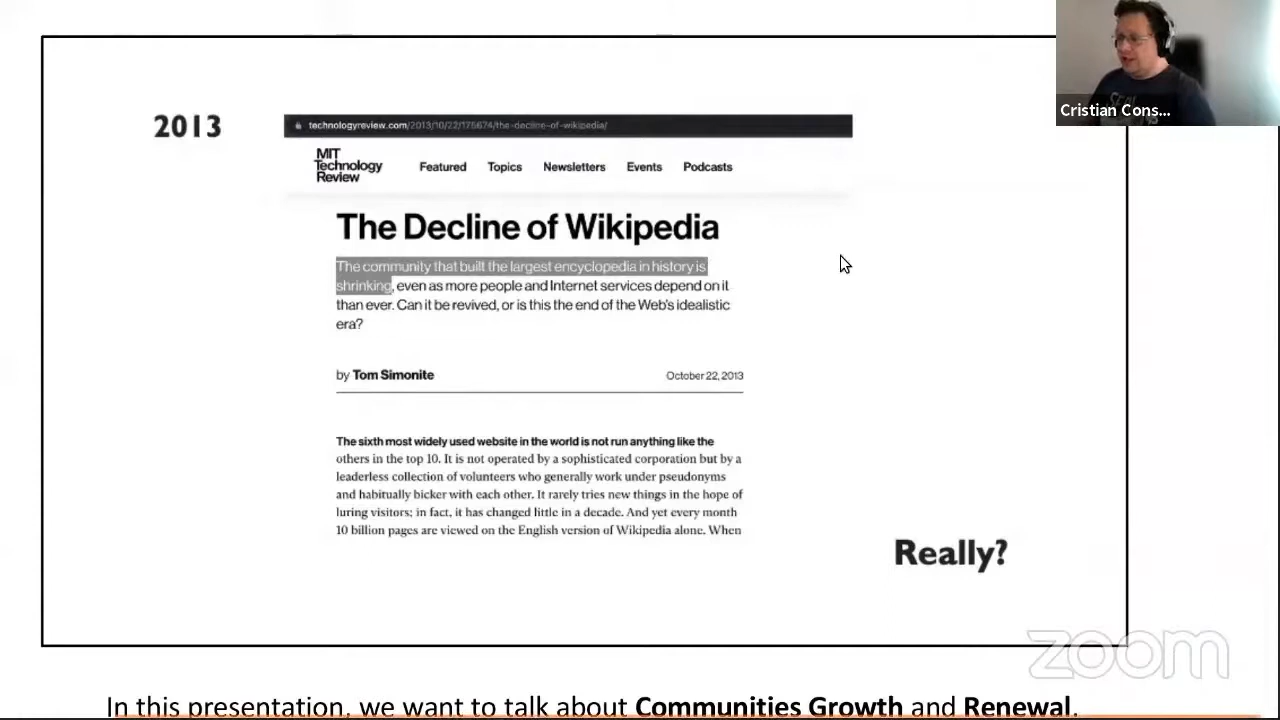 2013
technologyreview.com/2013/10/22/175674/the-decline-of-wikipedia/
MIT
Technology
Review
Featured Topics Newsletters Events Podcasts
The Decline of Wikipedia
The community that built the largest encyclopedia in history is
shrinking, even as more people and Internet services depend on it
than ever. Can it be revived, or is this the end of the Web's idealistic
era?
by Tom Simonite October 22, 2013
The sixth most widely used website in the world is not run anything like the
others in the top 10. It is not operated by a sophisticated corporation but by a
leaderless collection of volunteers who generally work under pseudonyms
and habitually bicker with each other. It rarely tries new things in the hope of
luring visitors; in fact, it has changed little in a decade. And yet every month
10 billion pages are viewed on the English version of Wikipedia alone. When
Really?
Cristian Cons...
zoom
In this presentation, we want to talk about Communities Growth and Renewal.